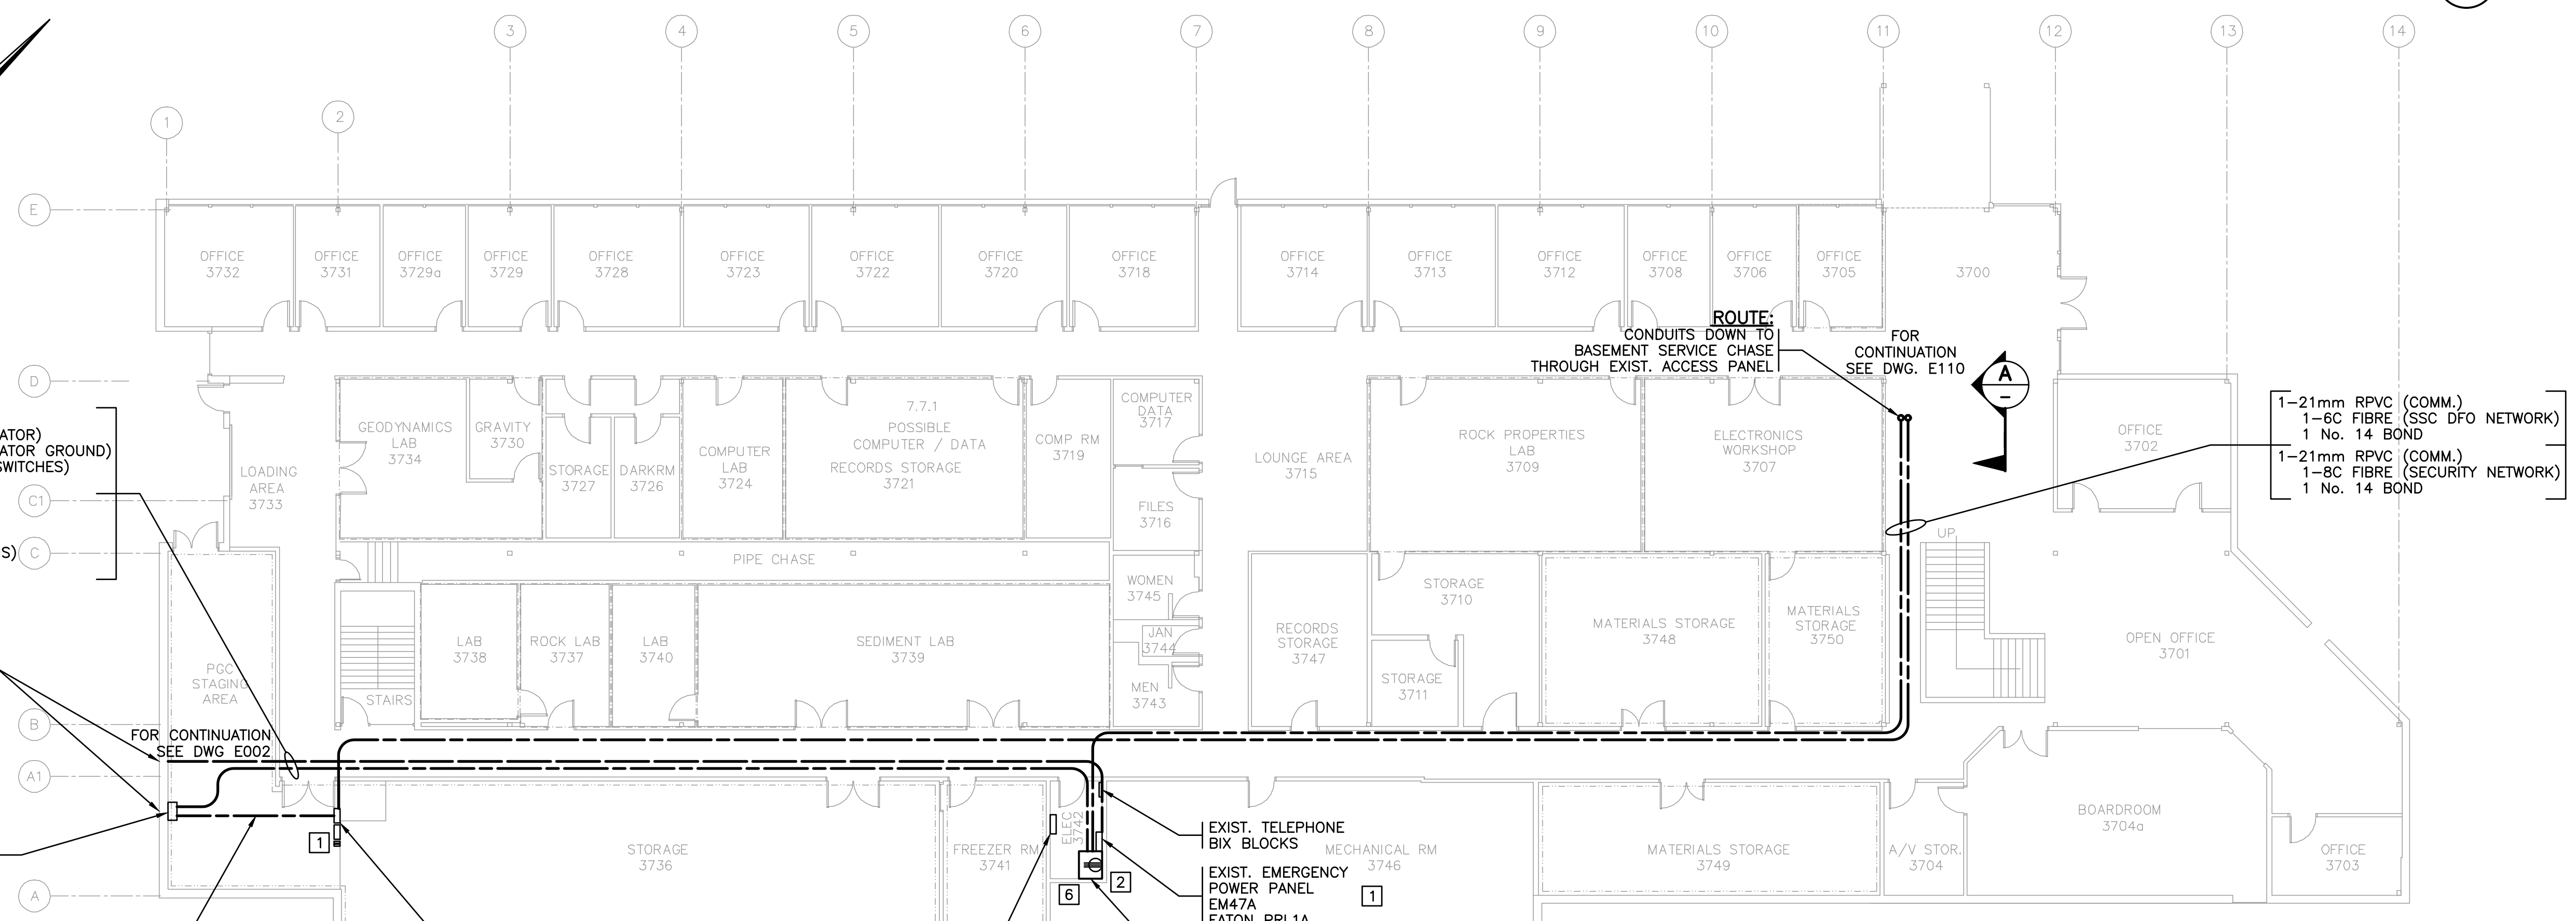 3
4
5
6
7
8
9
10
11
12
13
14
1
2
E
OFFICE
3732
OFFICE
3731
OFFICE
3729a
OFFICE
3729
OFFICE
3728
OFFICE
3723
OFFICE
3722
OFFICE
3720
OFFICE
3718
OFFICE
3714
OFFICE
3713
OFFICE
3712
OFFICE
3708
OFFICE
3706
OFFICE
3705
3700
ROUTE:
CONDUITS DOWN TO
BASEMENT SERVICE CHASE
THROUGH EXIST. ACCESS PANEL
FOR
CONTINUATION
SEE DWG. E110
A
-
D
1-21mm RPVC (COMM.)
1-6C FIBRE (SSC DFO NETWORK)
1 No. 14 BOND
1-21mm RPVC (COMM.)
1-8C FIBRE (SECURITY NETWORK)
1 No. 14 BOND
ATOR)
ATOR GROUND)
SWITCHES)
S)
C1
C
LOADING
AREA
3733
GEODYNAMICS
LAB
3734
GRAVITY
3730
STORAGE
3727
DARKRM
3726
COMPUTER
LAB
3724
7.7.1
POSSIBLE
COMPUTER / DATA
RECORDS STORAGE
3721
COMP RM
3719
COMPUTER
DATA
3717
FILES
3716
LOUNGE AREA
3715
ROCK PROPERTIES
LAB
3709
ELECTRONICS
WORKSHOP
3707
OFFICE
3702
UP
PIPE CHASE
WOMEN
3745
JAN
3744
MEN
3743
LAB
3738
ROCK LAB
3737
LAB
3740
SEDIMENT LAB
3739
STAIRS
PGC
STAGING
AREA
RECORDS
STORAGE
3747
STORAGE
3710
STORAGE
3711
MATERIALS STORAGE
3748
MATERIALS
STORAGE
3750
OPEN OFFICE
3701
B
FOR CONTINUATION
SEE DWG E002
A1
A
1
STORAGE
3736
FREEZER RM
3741
ELEC
3742
6
2
EXIST. TELEPHONE
BIX BLOCKS
MECHANICAL RM
3746
EXIST. EMERGENCY
POWER PANEL
EM47A
EATON PRL1A
1
MATERIALS STORAGE
3749
A/V STOR.
3704
BOARDROOM
3704a
OFFICE
3703